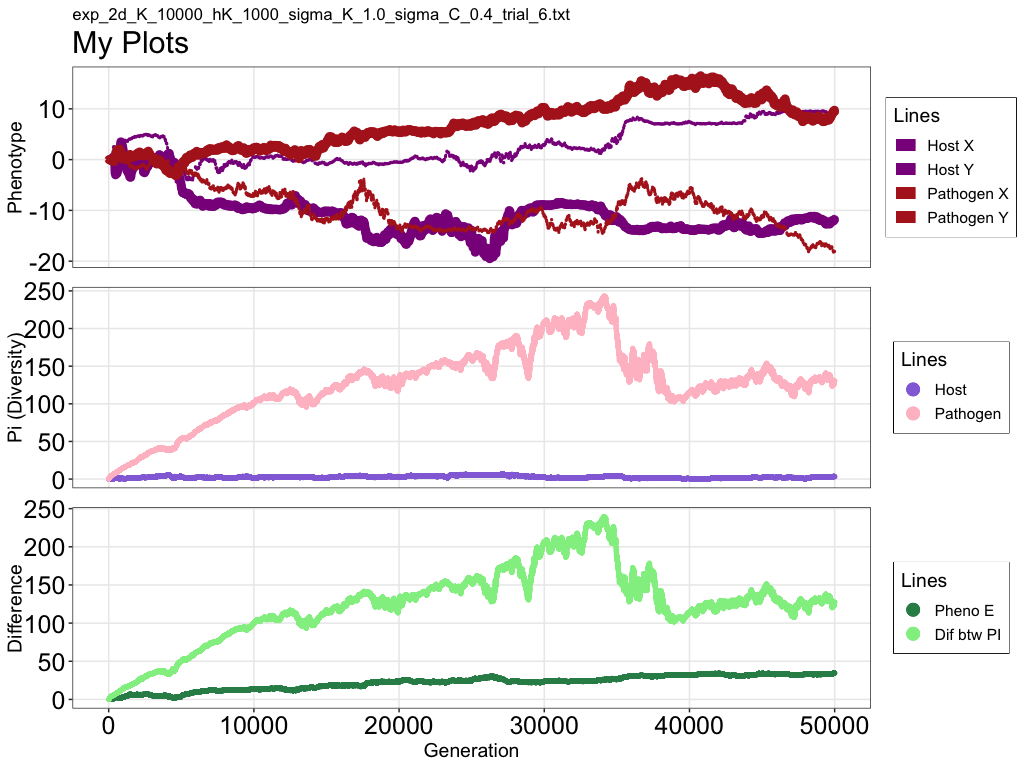 exp_2d_K_10000_hK_1000_sigma_K_1.0_sigma_C_0.4_trial_6.txt
My Plots
Phenotype
10
0
-10
-20
Lines
Host X
Host Y
Pathogen X
Pathogen Y
Pi (Diversity)
250
200
150
100
50
0
Lines
Host
Pathogen
Difference
250
200
150
100
50
0
Lines
Pheno E
Dif btw PI
0 10000 20000 30000 40000 50000
Generation